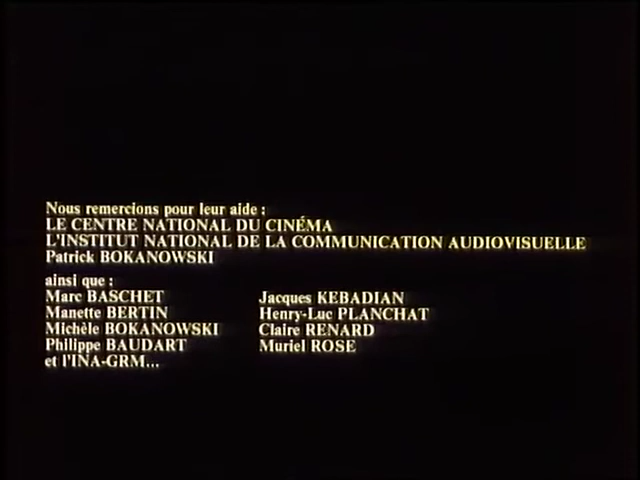 Nous remercions pour leur aide :
LE CENTRE NATIONAL DU CINÉMA
L'INSTITUT NATIONAL DE LA COMMUNICATION AUDIOVISUELLE
Patrick BOKANOWSKI
ainsi que :
Marc BASCHET
Manette BERTIN
Michèle BOKANOWSKI
Philippe BAUDART
et l'INA-GRM...
Jacques KEBADIAN
Henry-Luc PLANCHAT
Claire RENARD
Muriel ROSE